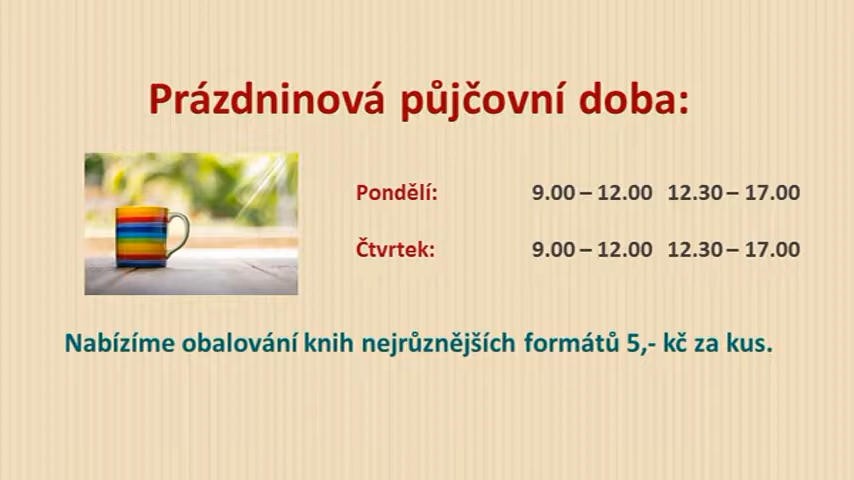 Prázdninová půjčovní doba:
Pondělí: 9.00 – 12.00 12.30 – 17.00
Čtvrtek: 9.00 – 12.00 12.30 – 17.00
Nabízíme obalování knih nejrůznějších formátů 5,- kč za kus.